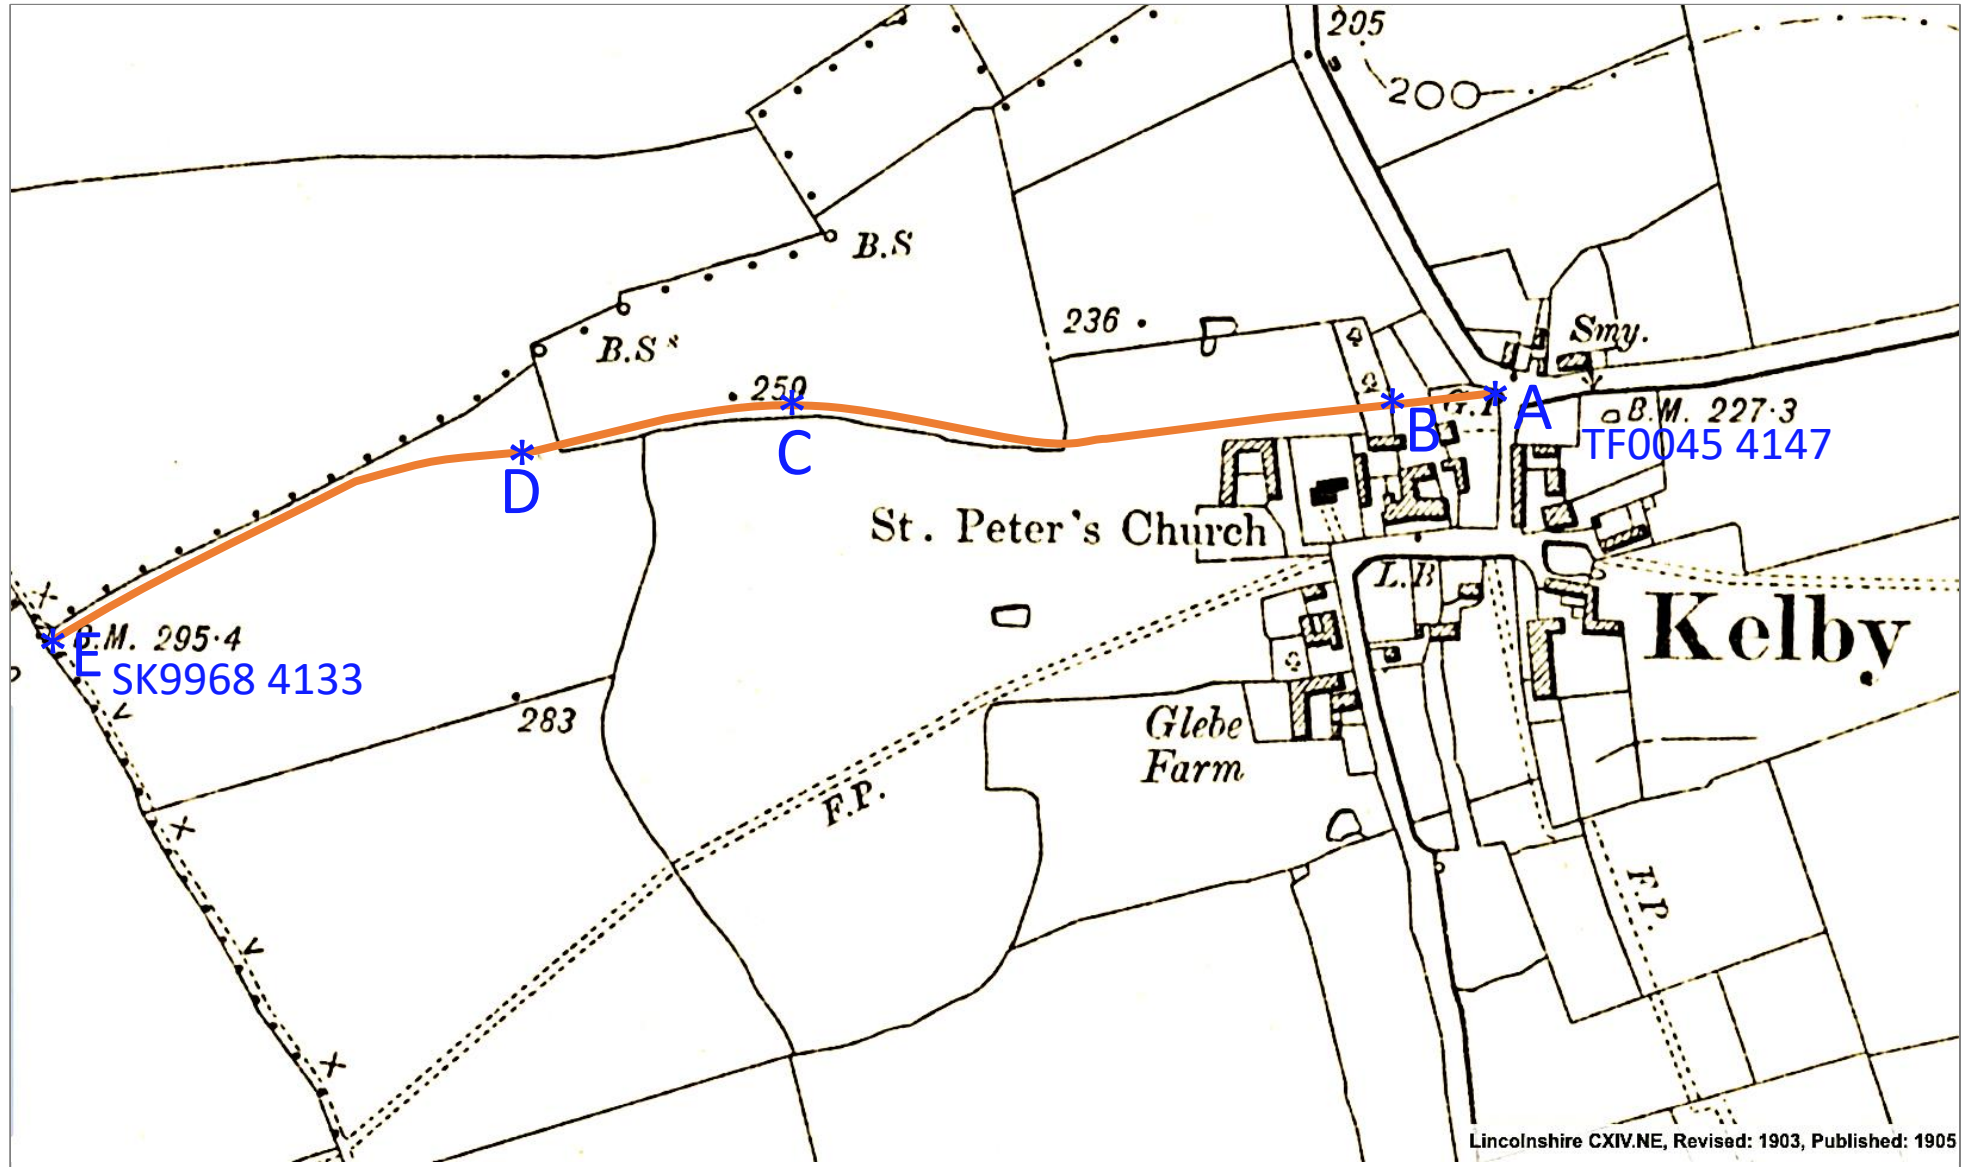 205
200
B.S
B.Sˢ
236
Smy.
250
G.P
A
B
B.M. 227·3
TF0045 4147
C
D
St. Peter's Church
L.B
Kelby
B.M. 295·4
E
SK9968 4133
283
Glebe
Farm
F.P.
F.P.
Lincolnshire CXIV.NE, Revised: 1903, Published: 1905